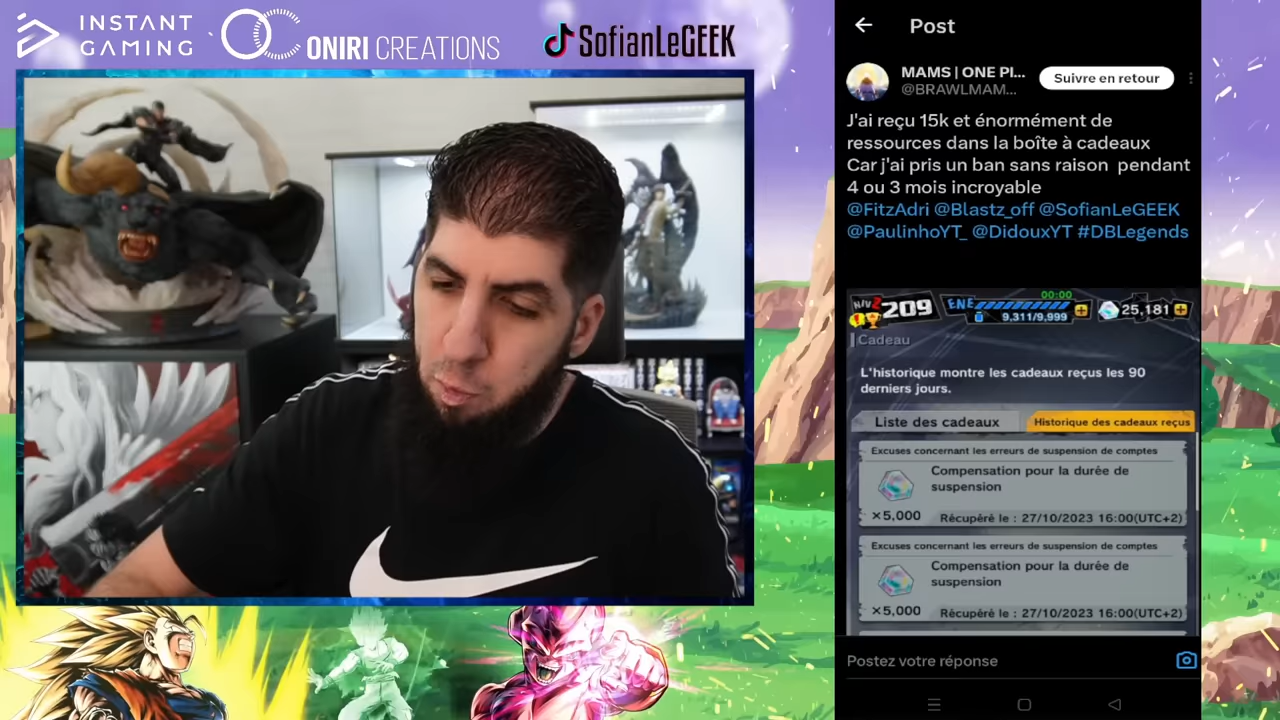 INSTANT
GAMING
ONIRI CREATIONS
SofianLeGEEK
Post
MAMS | ONE PI...
@BRAWLMAM...
Suivre en retour
J'ai reçu 15k et énormément de
ressources dans la boîte à cadeaux
Car j'ai pris un ban sans raison pendant
4 ou 3 mois incroyable
@FitzAdri @Blastz_off @SofianLeGEEK
@PaulinhoYT_ @DidouxYT #DBLegends
NIV 209
ENE
00:00
9,311/9,999
25,181
Cadeau
L'historique montre les cadeaux reçus les 90
derniers jours.
Liste des cadeaux
Historique des cadeaux reçus
Excuses concernant les erreurs de suspension de comptes
Compensation pour la durée de
suspension
×5,000
Récupéré le : 27/10/2023 16:00(UTC+2)
Excuses concernant les erreurs de suspension de comptes
Compensation pour la durée de
suspension
×5,000
Récupéré le : 27/10/2023 16:00(UTC+2)
Postez votre réponse